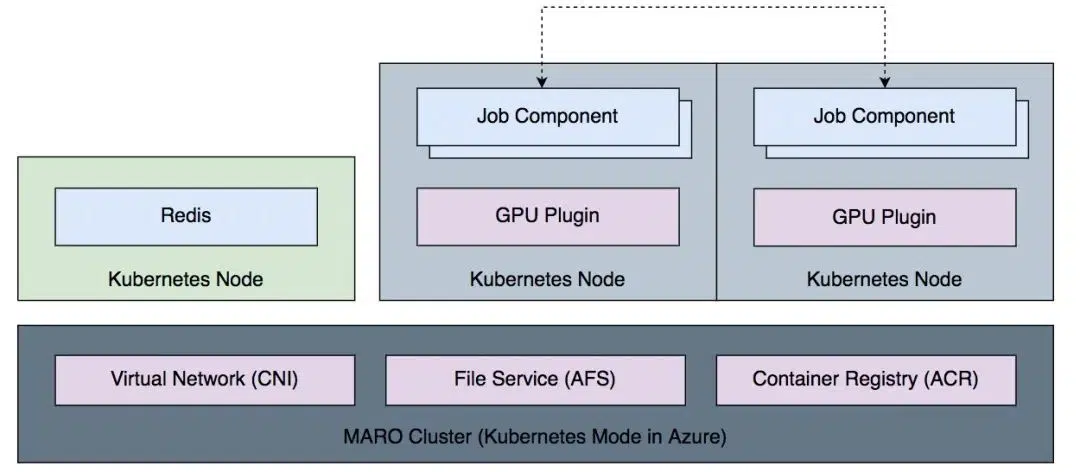 Job Component
Job Component
Redis
GPU Plugin
GPU Plugin
Kubernetes Node
Kubernetes Node
Kubernetes Node
Virtual Network (CNI)
File Service (AFS)
Container Registry (ACR)
MARO Cluster (Kubernetes Mode in Azure)